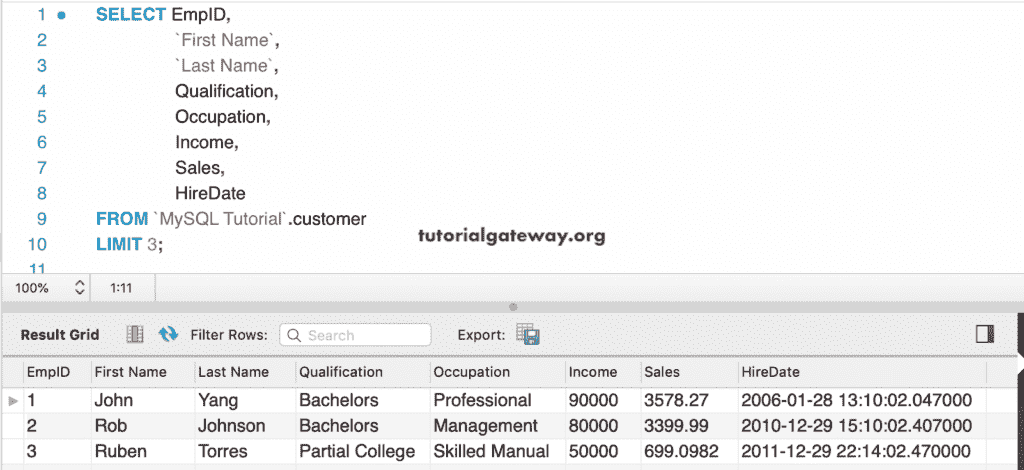 1 SELECT EmpID,
2 `First Name`,
3 `Last Name`,
4 Qualification,
5 Occupation,
6 Income,
7 Sales,
8 HireDate
9 FROM `MySQL Tutorial`.customer
tutorialgateway.org
10 LIMIT 3;
11
100% 1:11
Result Grid Filter Rows: Search Export:
EmpID First Name Last Name Qualification Occupation Income Sales HireDate
1 John Yang Bachelors Professional 90000 3578.27 2006-01-28 13:10:02.047000
2 Rob Johnson Bachelors Management 80000 3399.99 2010-12-29 15:10:02.407000
3 Ruben Torres Partial College Skilled Manual 50000 699.0982 2011-12-29 22:14:02.470000